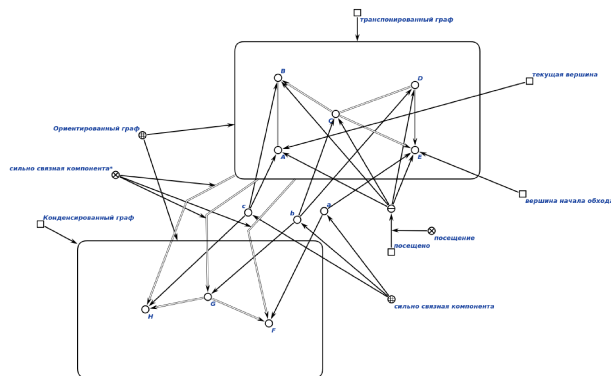 транспонированный граф
B
D
текущая вершина
C
Ориентированный граф
A
E
сильно связная компонента*
вершина начала обхода
c
a
b
Конденсированный граф
посещение
посещено
G
сильно связная компонента
H
F